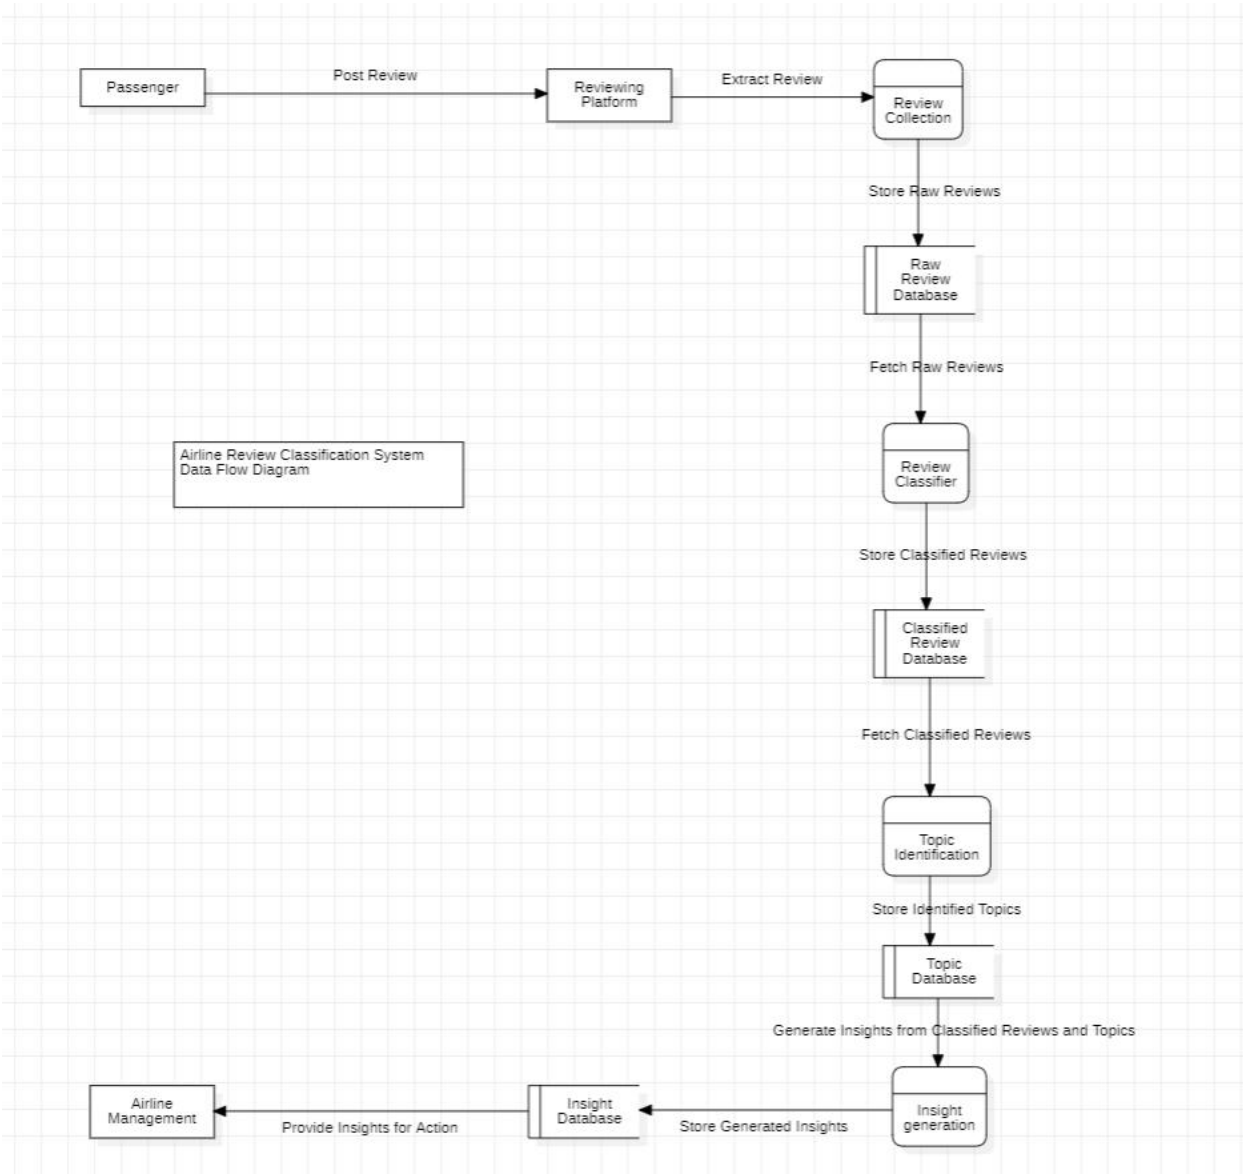 Passenger
Post Review
Reviewing
Platform
Extract Review
Review
Collection
Store Raw Reviews
Raw
Review
Database
Fetch Raw Reviews
Airline Review Classification System
Data Flow Diagram
Review
Classifier
Store Classified Reviews
Classified
Review
Database
Fetch Classified Reviews
Topic
Identification
Store Identified Topics
Topic
Database
Generate Insights from Classified Reviews and Topics
Airline
Management
Provide Insights for Action
Insight
Database
Store Generated Insights
Insight
generation